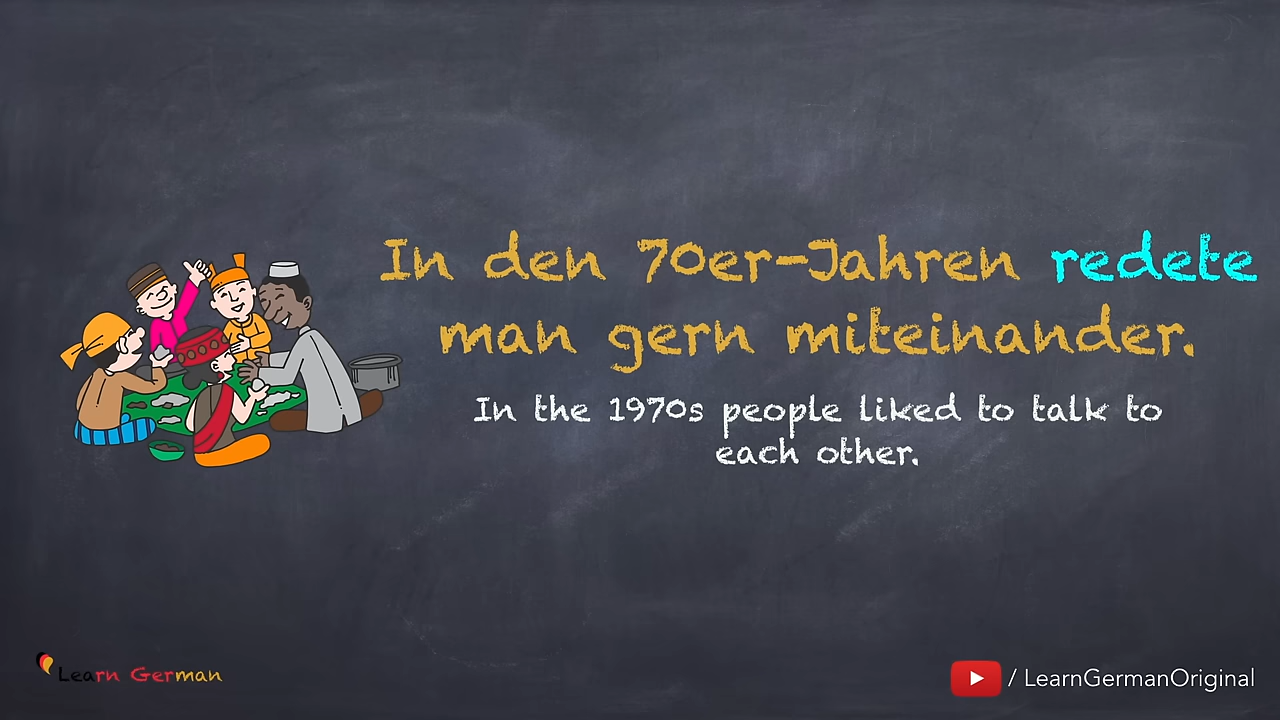 In den 70er-Jahren redete
man gern miteinander.
In the 1970s people liked to talk to
each other.
Learn German
/ LearnGermanOriginal